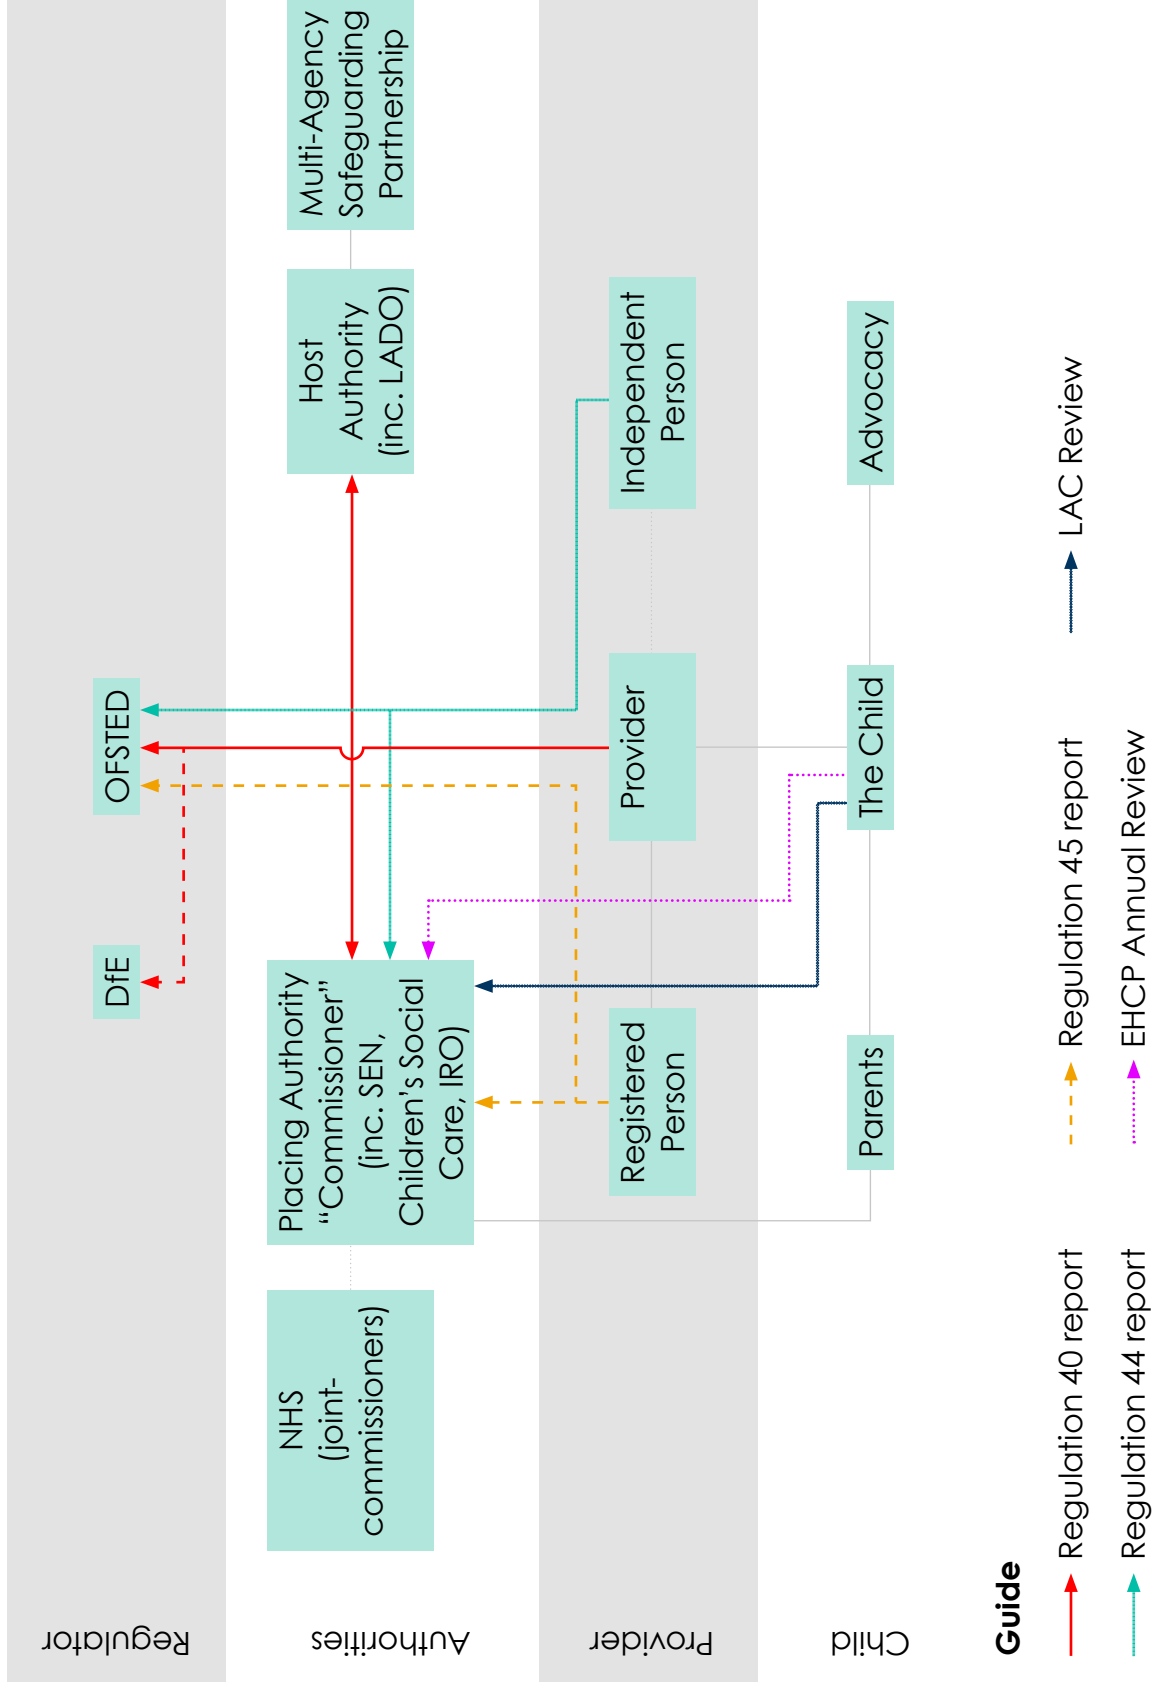 Regulator
DfE
OFSTED
Authorities
NHS
(joint-
commissioners)
Placing Authority
“Commissioner”
(inc. SEN,
Children’s Social
Care, IRO)
Host
Authority
(inc. LADO)
Multi-Agency
Safeguarding
Partnership
Provider
Registered
Person
Provider
Independent
Person
Child
Parents
The Child
Advocacy
Guide
Regulation 40 report
Regulation 45 report
LAC Review
Regulation 44 report
EHCP Annual Review